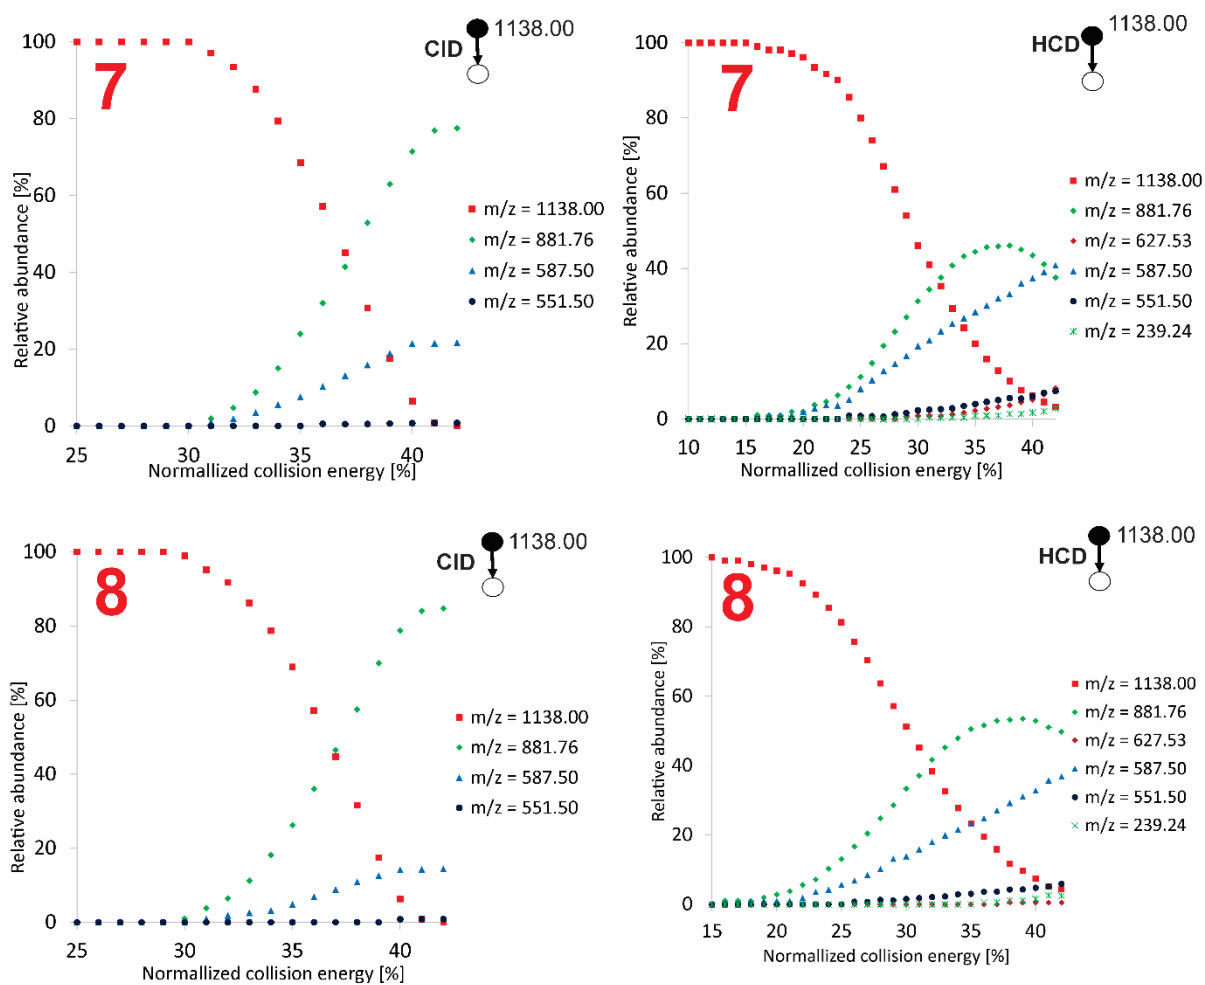 1138.00
CID
7
100
80
60
40
20
0
25
30
35
40
Relative abundance [%]
Normallized collision energy [%]
m/z = 1138.00
m/z = 881.76
m/z = 587.50
m/z = 551.50
1138.00
HCD
7
100
80
60
40
20
0
10
15
20
25
30
35
40
Relative abundance [%]
Normallized collision energy [%]
m/z = 1138.00
m/z = 881.76
m/z = 627.53
m/z = 587.50
m/z = 551.50
m/z = 239.24
1138.00
CID
8
100
80
60
40
20
0
25
30
35
40
Relative abundance [%]
Normallized collision energy [%]
m/z = 1138.00
m/z = 881.76
m/z = 587.50
m/z = 551.50
1138.00
HCD
8
100
80
60
40
20
0
15
20
25
30
35
40
Relative abundance [%]
Normallized collision energy [%]
m/z = 1138.00
m/z = 881.76
m/z = 627.53
m/z = 587.50
m/z = 551.50
m/z = 239.24